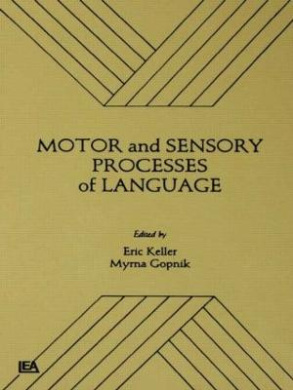 MOTOR and SENSORY
PROCESSES
of LANGUAGE
Edited by
Eric Keller
Myrna Gopnik
LEA